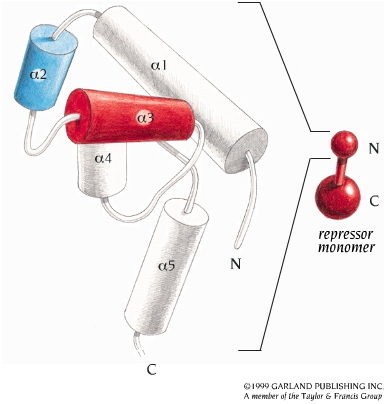 α1
α2
α3
α4
α5
N
C
N
C
repressor
monomer
©1999 GARLAND PUBLISHING INC.
A member of the Taylor & Francis Group